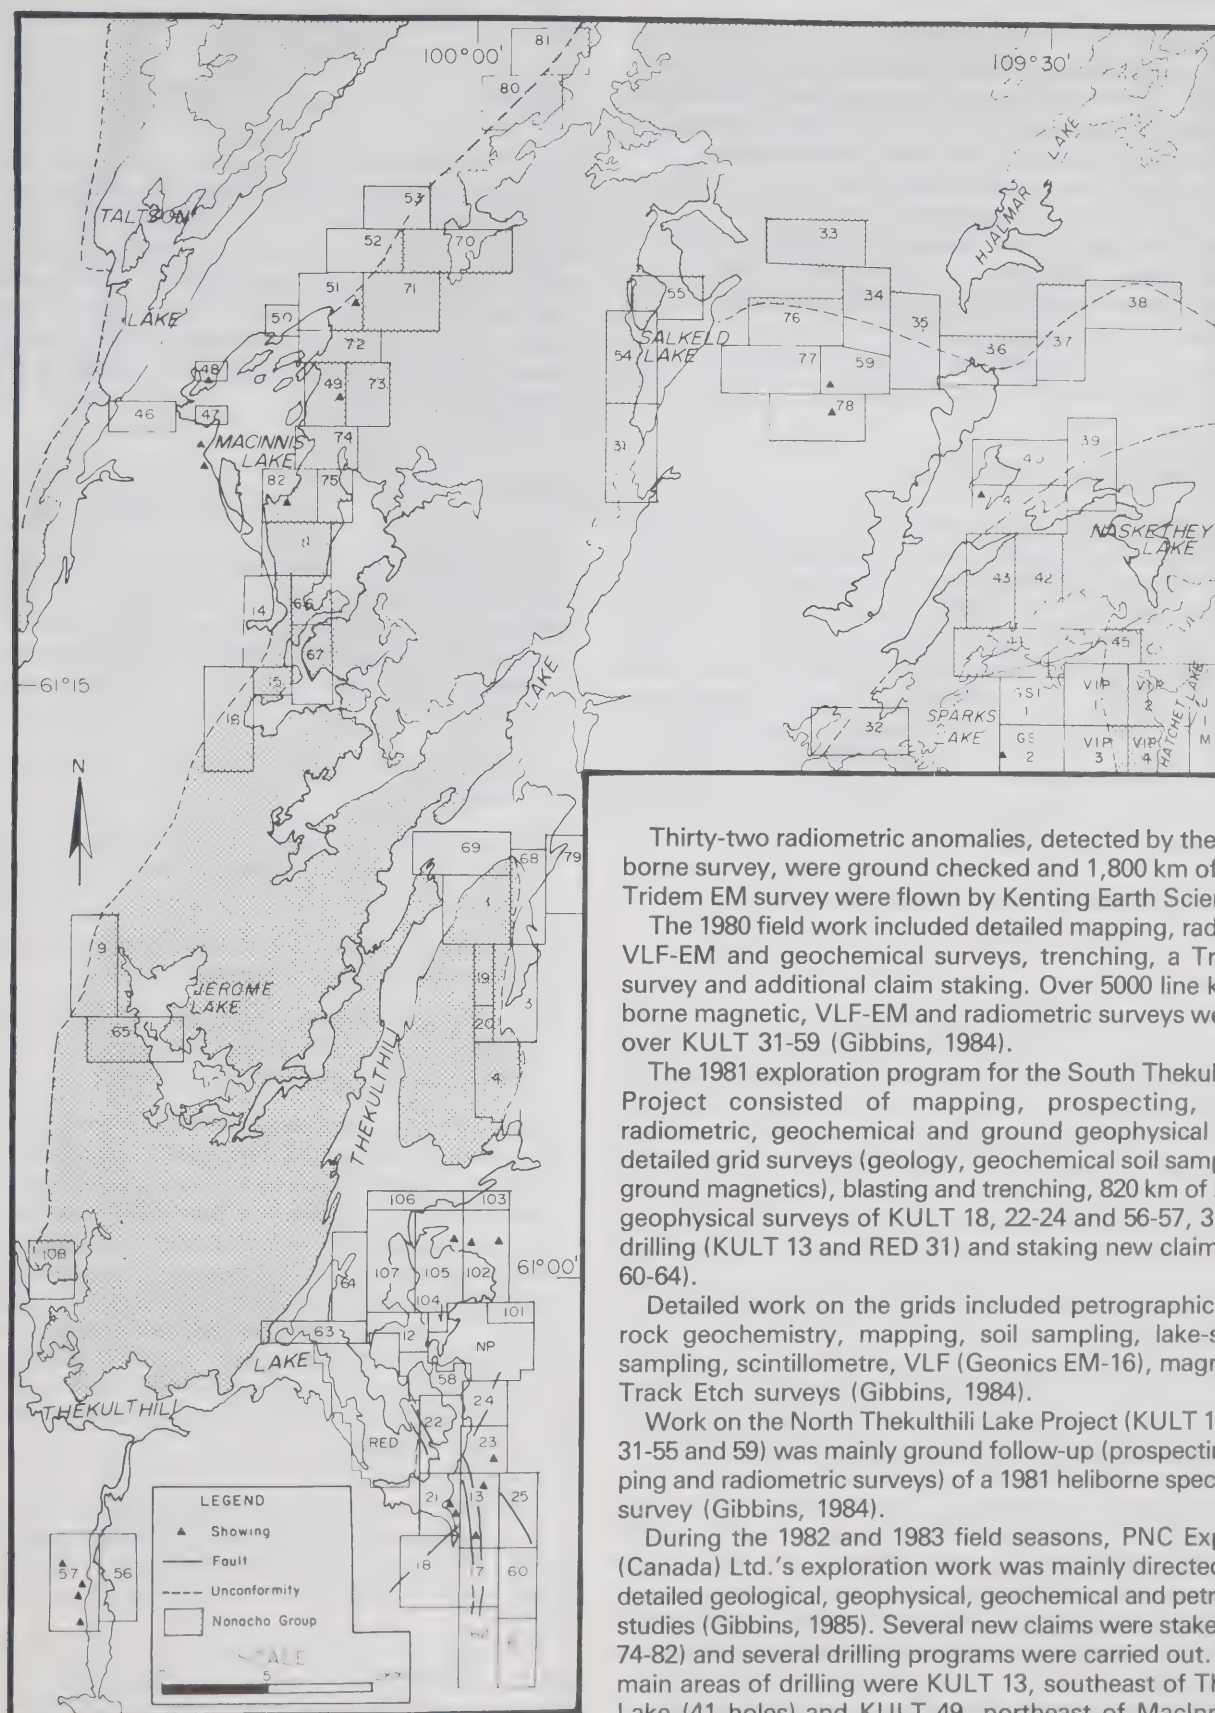 81
100°00'
109°30'
80
TALTSON
LAKE
HJALMAR LAKE
53
52
70
33
51
71
55
34
38
50
76
35
37
72
SALKELD
LAKE
54
36
48
77
59
49
73
46
47
78
MACINNIS
LAKE
74
39
82
75
NASKETHEY
LAKE
43
42
14
66
67
45
61°15
18
VIP
1
SPARKS
LAKE
32
GS
2
VIP
3
VIP
4
HATCHET LAKE
J
I
M
N
69
68
79
1
9
19
3
JEROME
LAKE
20
65
4
THEKULTHILI
LAKE
106
103
108
64
107
105
102
61°00'
104
101
63
12
NP
LAKE
58
THEKULTHILI
22
24
RED
23
21
13
25
57
56
18
17
60
LEGEND
Showing
Fault
Unconformity
Nonacho Group
5
Thirty-two radiometric anomalies, detected by the
borne survey, were ground checked and 1,800 km of
Tridem EM survey were flown by Kenting Earth Scien
The 1980 field work included detailed mapping, rad
VLF-EM and geochemical surveys, trenching, a Tr
survey and additional claim staking. Over 5000 line k
borne magnetic, VLF-EM and radiometric surveys we
over KULT 31-59 (Gibbins, 1984).
The 1981 exploration program for the South Thekul
Project consisted of mapping, prospecting,
radiometric, geochemical and ground geophysical
detailed grid surveys (geology, geochemical soil samp
ground magnetics), blasting and trenching, 820 km of
geophysical surveys of KULT 18, 22-24 and 56-57, 3
drilling (KULT 13 and RED 31) and staking new claim
60-64).
Detailed work on the grids included petrographic
rock geochemistry, mapping, soil sampling, lake-s
sampling, scintillometre, VLF (Geonics EM-16), magn
Track Etch surveys (Gibbins, 1984).
Work on the North Thekulthili Lake Project (KULT 1
31-55 and 59) was mainly ground follow-up (prospectin
ping and radiometric surveys) of a 1981 heliborne spec
survey (Gibbins, 1984).
During the 1982 and 1983 field seasons, PNC Exp
(Canada) Ltd.'s exploration work was mainly directed
detailed geological, geophysical, geochemical and petr
studies (Gibbins, 1985). Several new claims were stake
74-82) and several drilling programs were carried out.
main areas of drilling were KULT 13, southeast of Th
Lake (41 holes) and KULT 49, northeast of MacInn